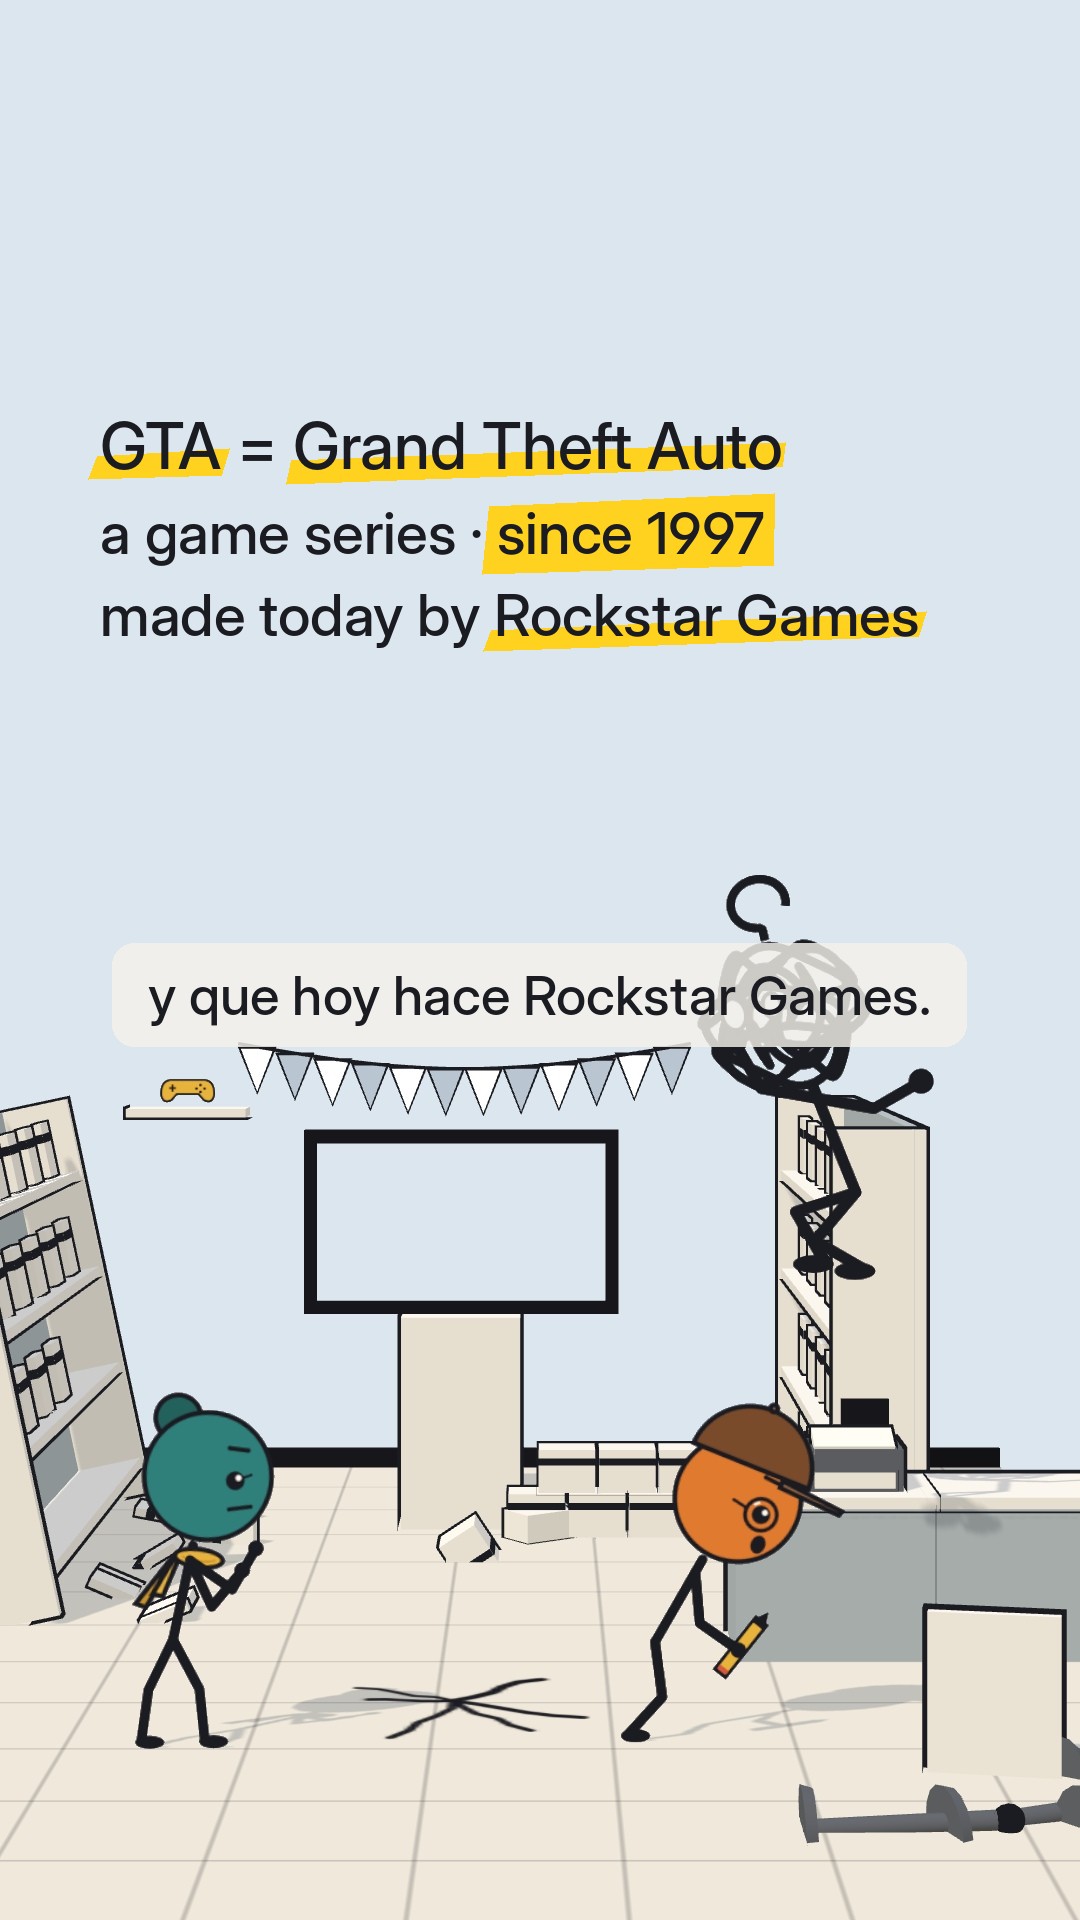 GTA = Grand Theft Auto
a game series · since 1997
made today by Rockstar Games
y que hoy hace Rockstar Games.